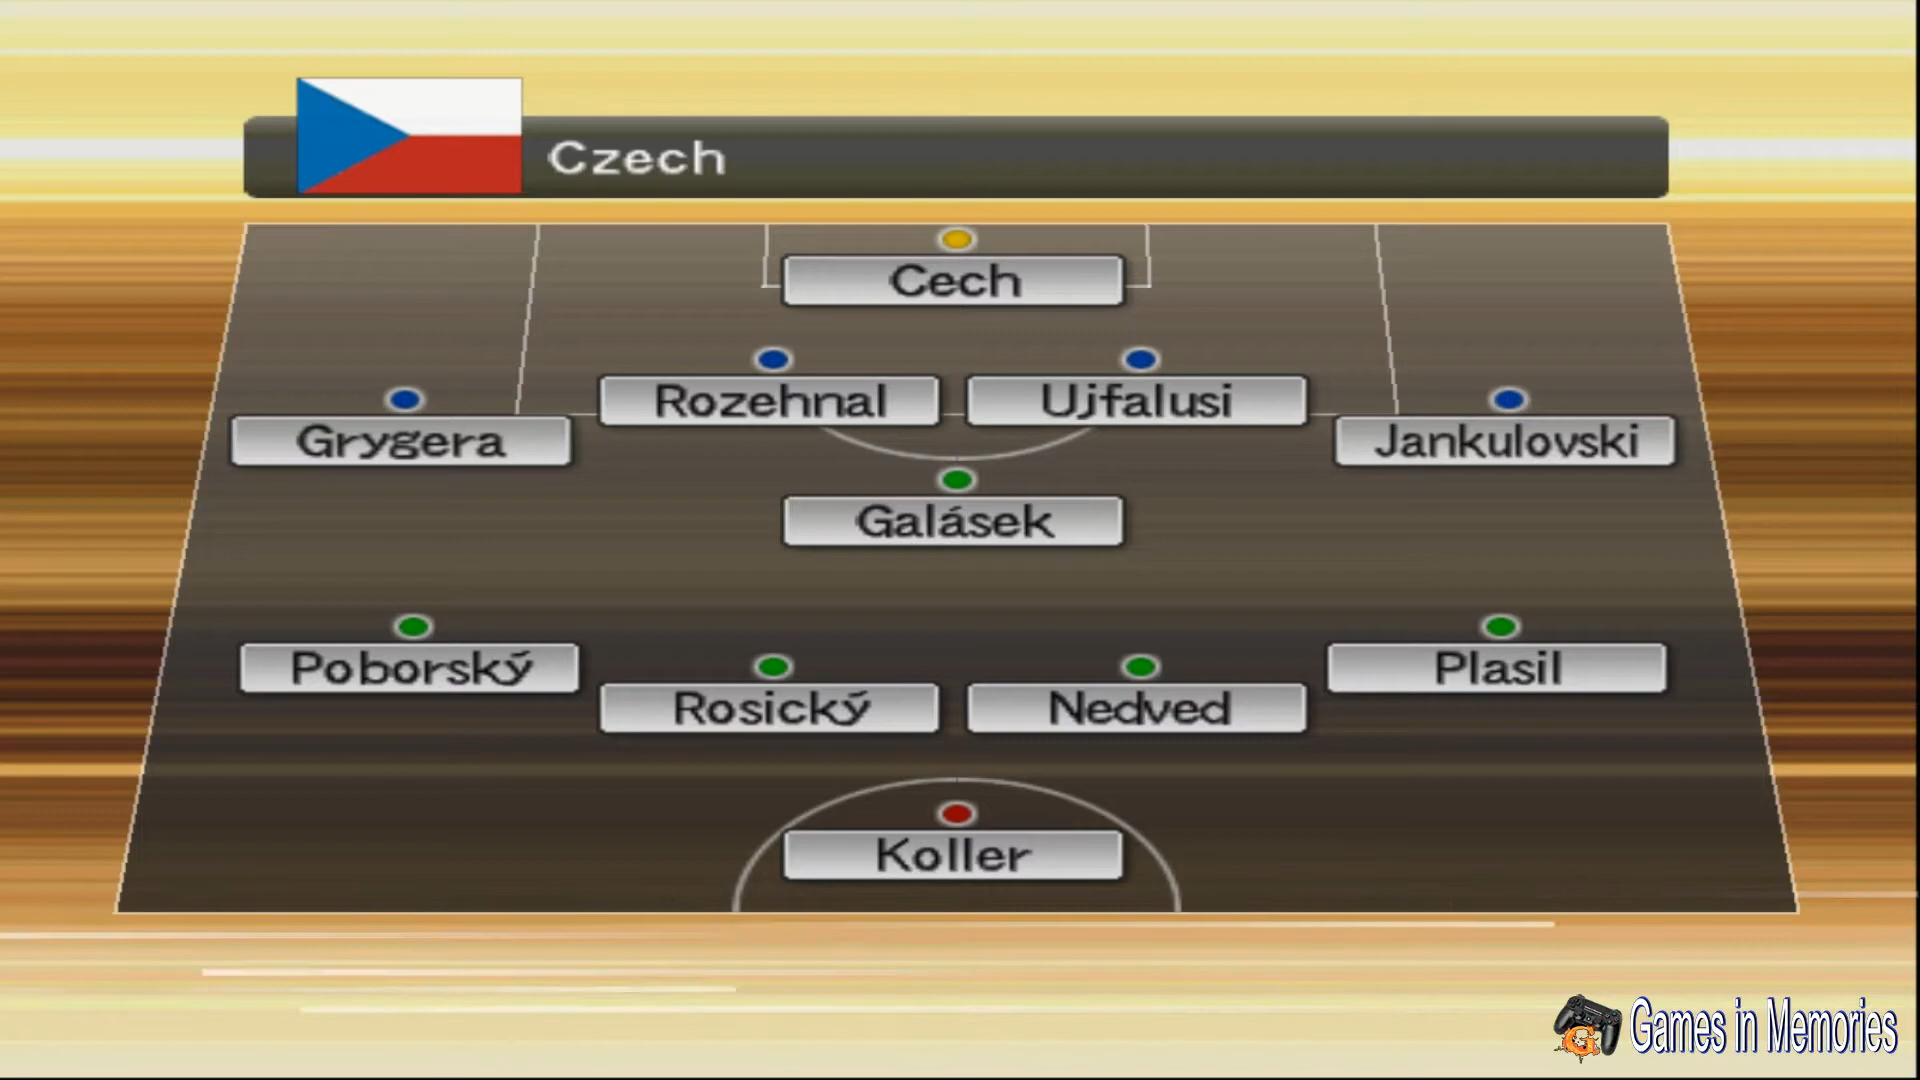 Czech
Cech
Rozehnal
Ujfalusi
Grygera
Jankulovski
Galásek
Poborský
Plasil
Rosický
Nedved
Koller
Games in Memories